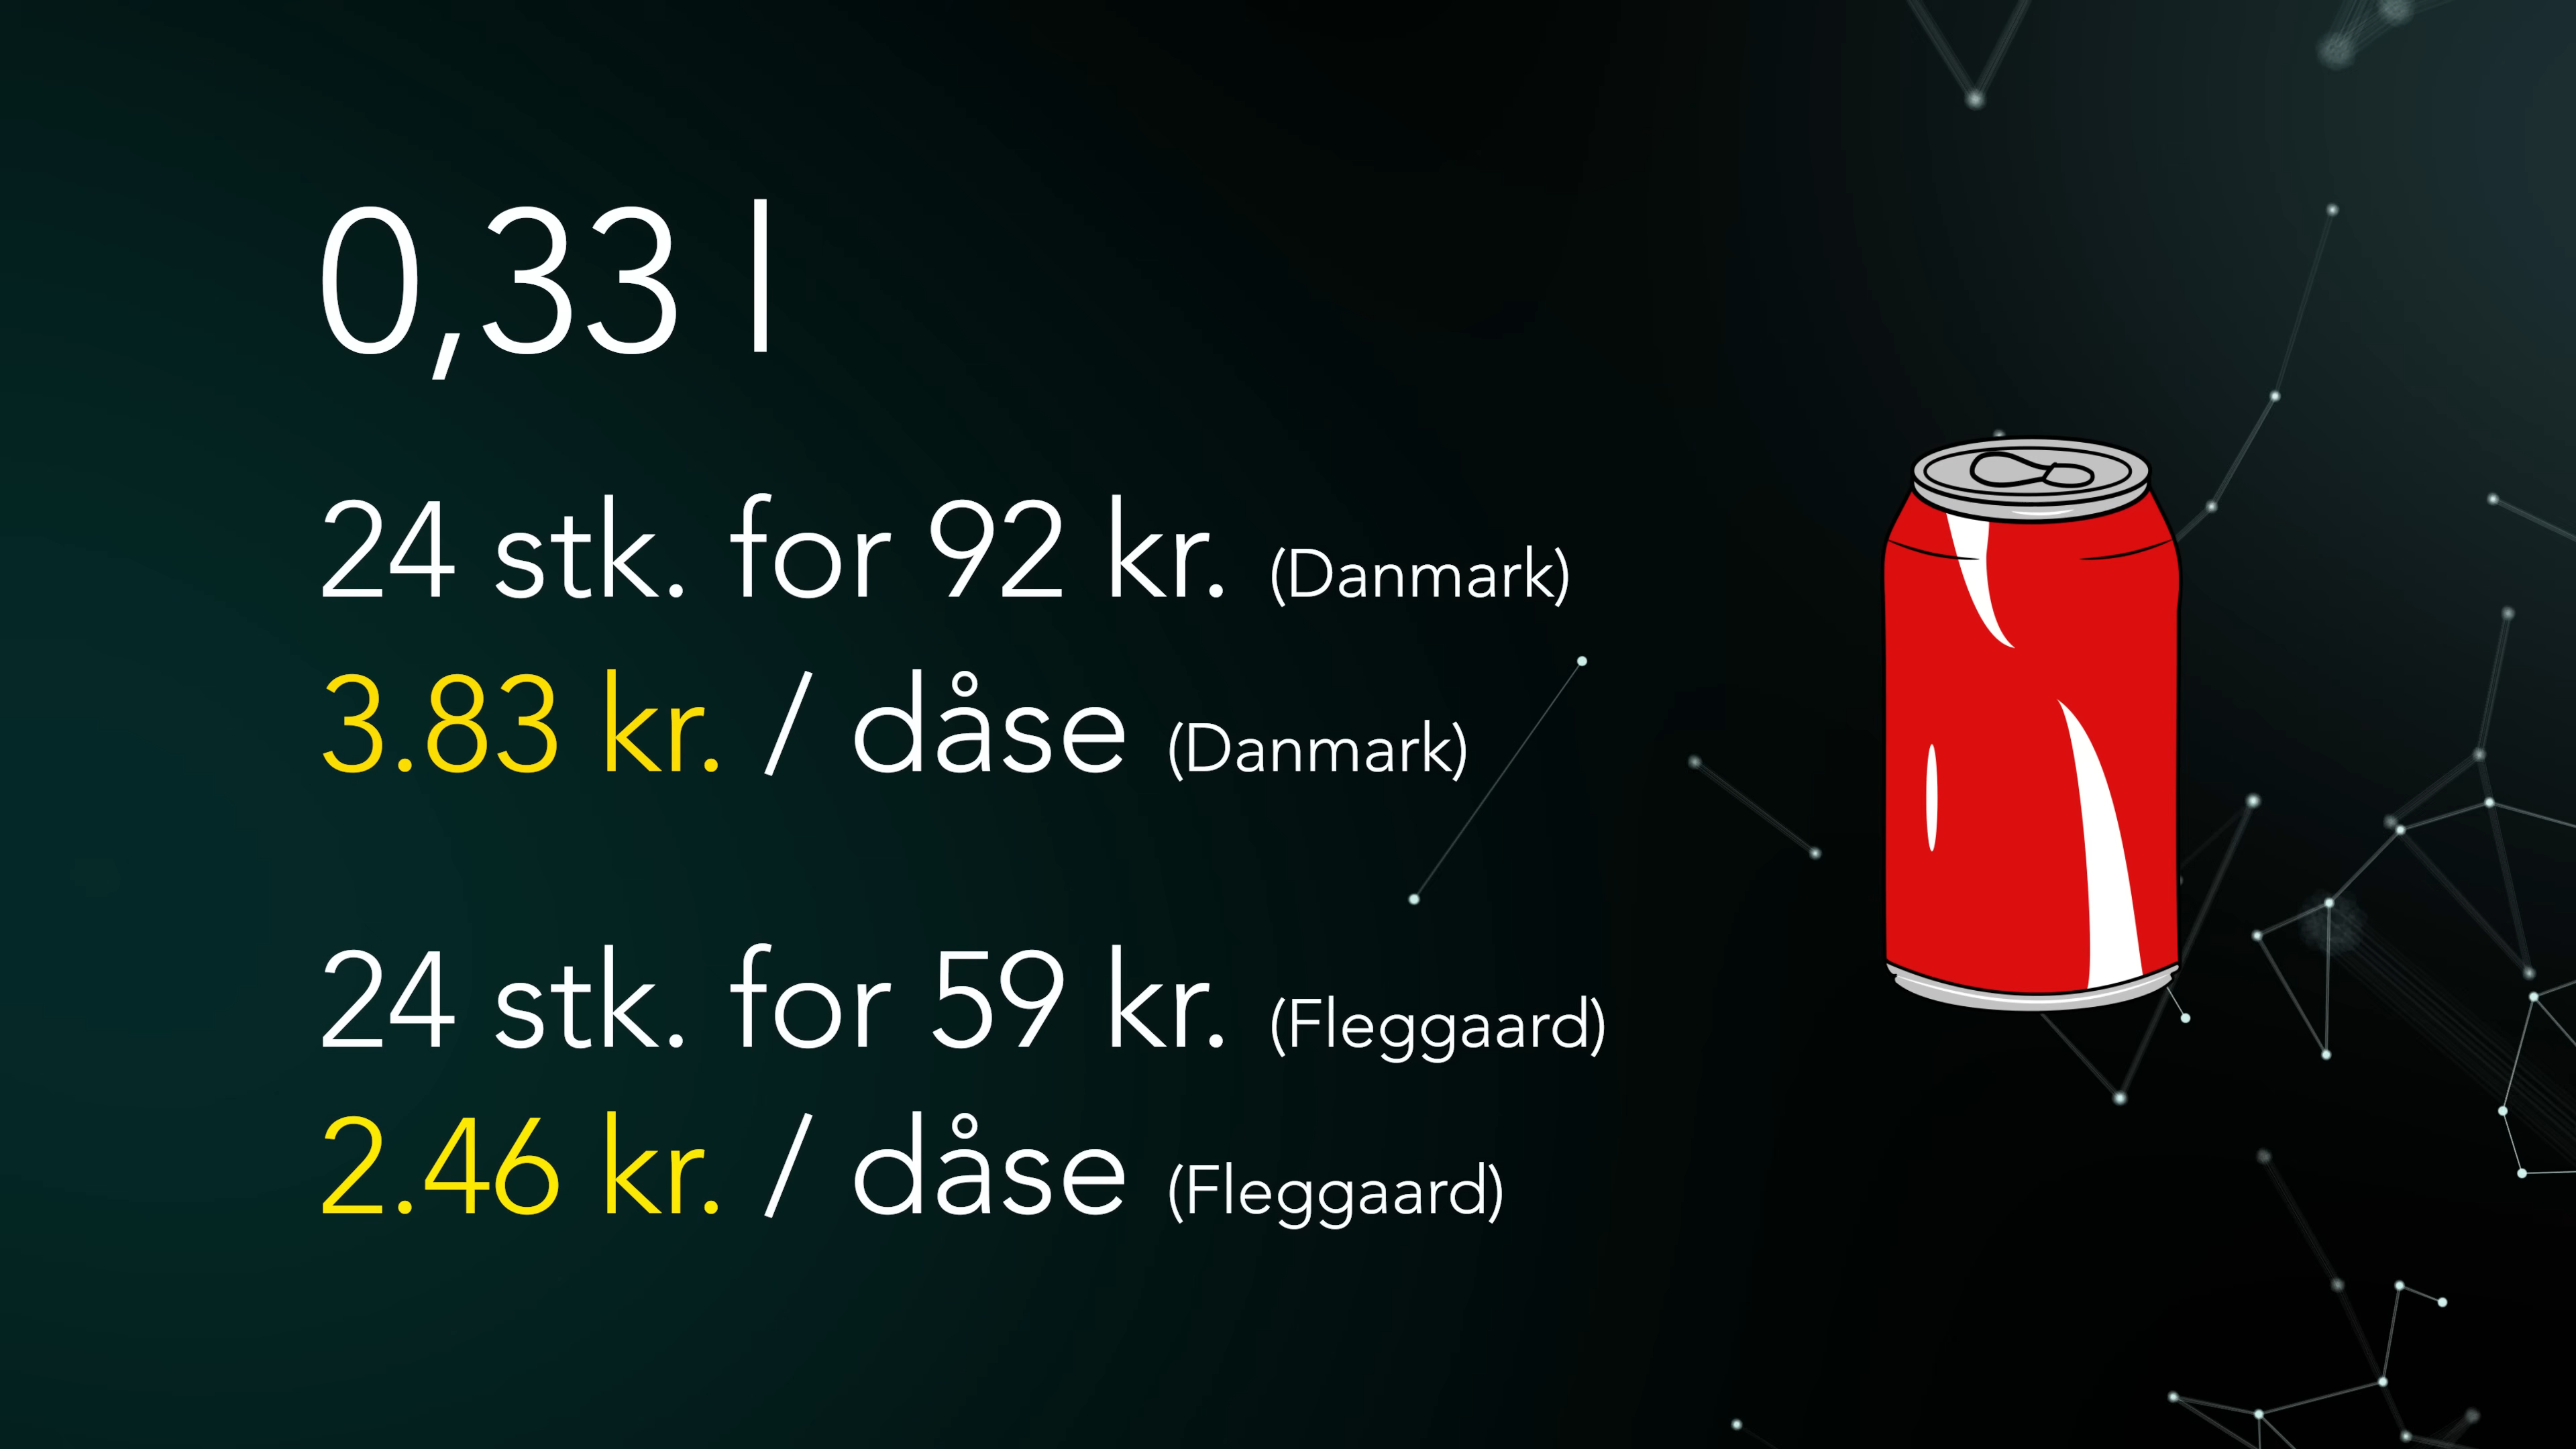 0,33 l
24 stk. for 92 kr. (Danmark)
3.83 kr. / dåse (Danmark)
24 stk. for 59 kr. (Fleggaard)
2.46 kr. / dåse (Fleggaard)